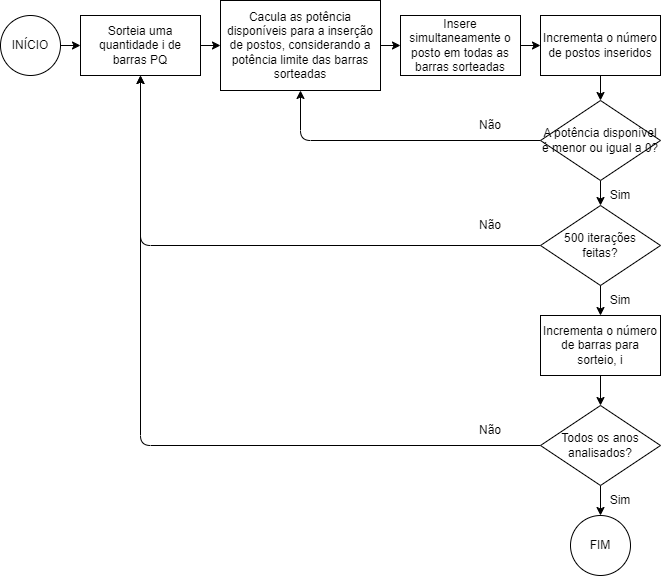 INÍCIO
Sorteia uma
quantidade i de
barras PQ
Cacula as potência
disponíveis para a inserção
de postos, considerando a
potência limite das barras
sorteadas
Insere
simultaneamente o
posto em todas as
barras sorteadas
Incrementa o número
de postos inseridos
Não
A potência disponível
é menor ou igual a 0?
Sim
Não
500 iterações
feitas?
Sim
Incrementa o número
de barras para
sorteio, i
Não
Todos os anos
analisados?
Sim
FIM